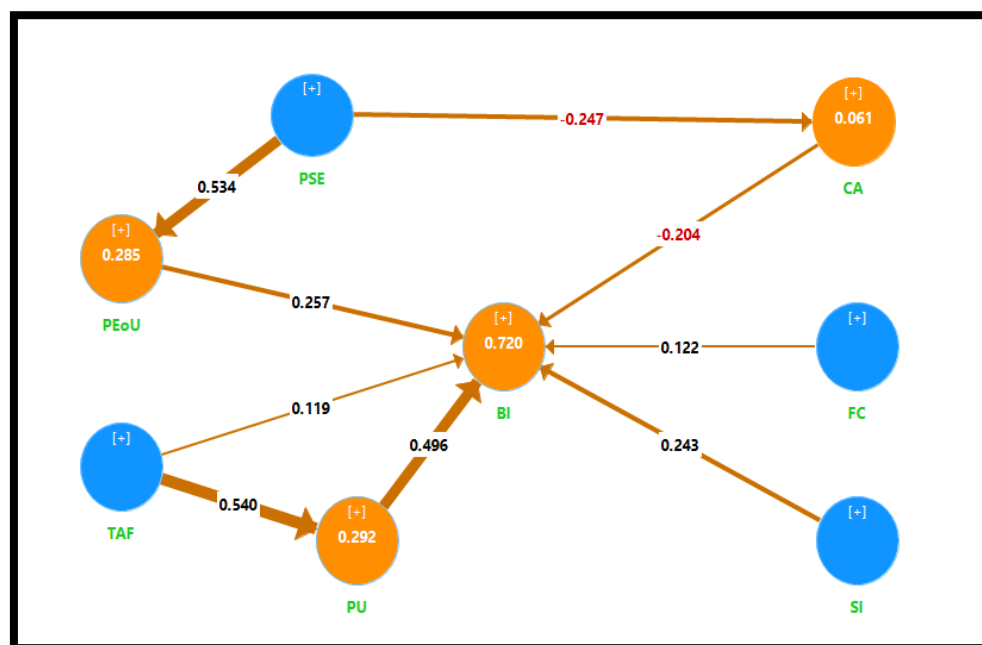 [+]
PSE
-0.247
[+]
0.061
CA
0.534
[+]
0.285
PEoU
-0.204
0.257
[+]
0.720
BI
0.122
[+]
FC
0.119
[+]
TAF
0.496
0.243
0.540
[+]
0.292
PU
[+]
SI